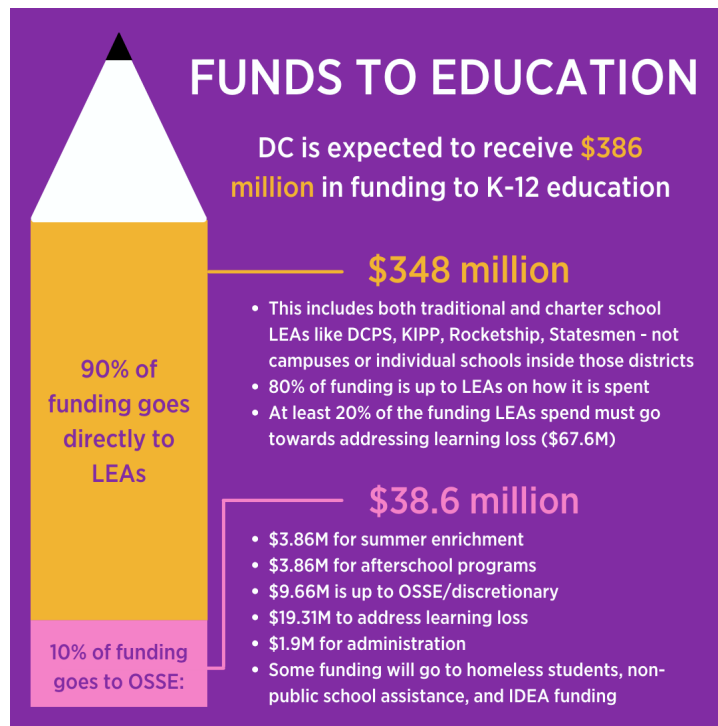 FUNDS TO EDUCATION
DC is expected to receive $386
million in funding to K-12 education
90% of
funding goes
directly to
LEAs
$348 million
• This includes both traditional and charter school
LEAs like DCPS, KIPP, Rocketship, Statesmen - not
campuses or individual schools inside those districts
• 80% of funding is up to LEAs on how it is spent
• At least 20% of the funding LEAs spend must go
towards addressing learning loss ($67.6M)
10% of funding
goes to OSSE:
$38.6 million
• $3.86M for summer enrichment
• $3.86M for afterschool programs
• $9.66M is up to OSSE/discretionary
• $19.31M to address learning loss
• $1.9M for administration
• Some funding will go to homeless students, non-
public school assistance, and IDEA funding